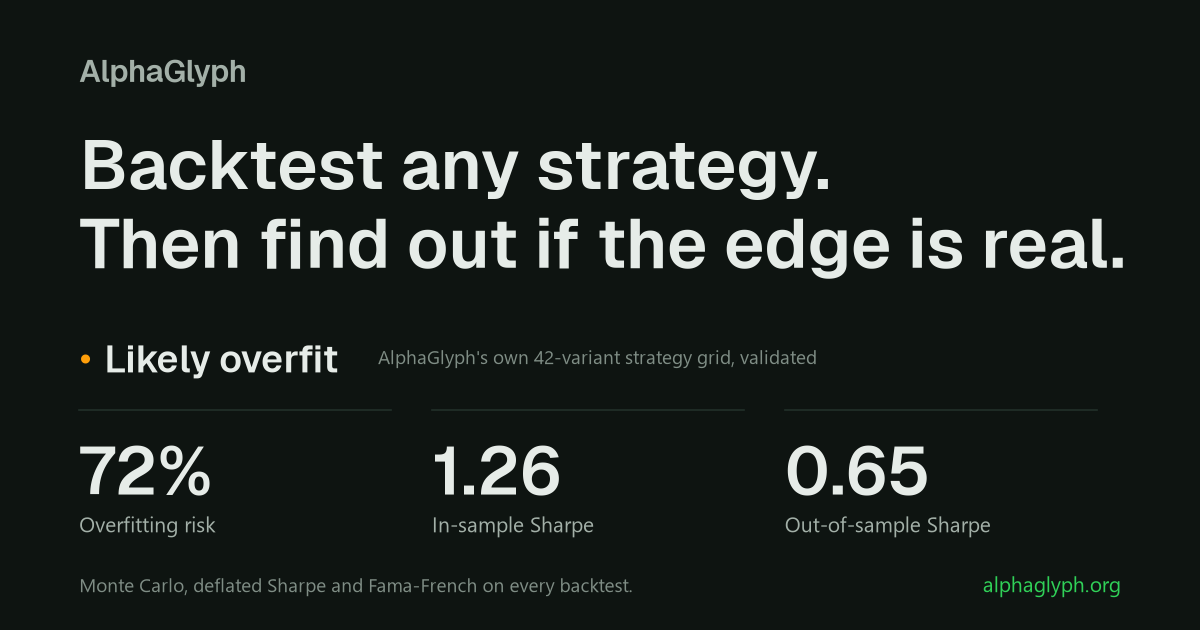 AlphaGlyph
Backtest any strategy.
Then find out if the edge is real.
• Likely overfit AlphaGlyph's own 42-variant strategy grid, validated
72% 1.26 0.65
Overfitting risk In-sample Sharpe Out-of-sample Sharpe
Monte Carlo, deflated Sharpe and Fama-French on every backtest. alphaglyph.org